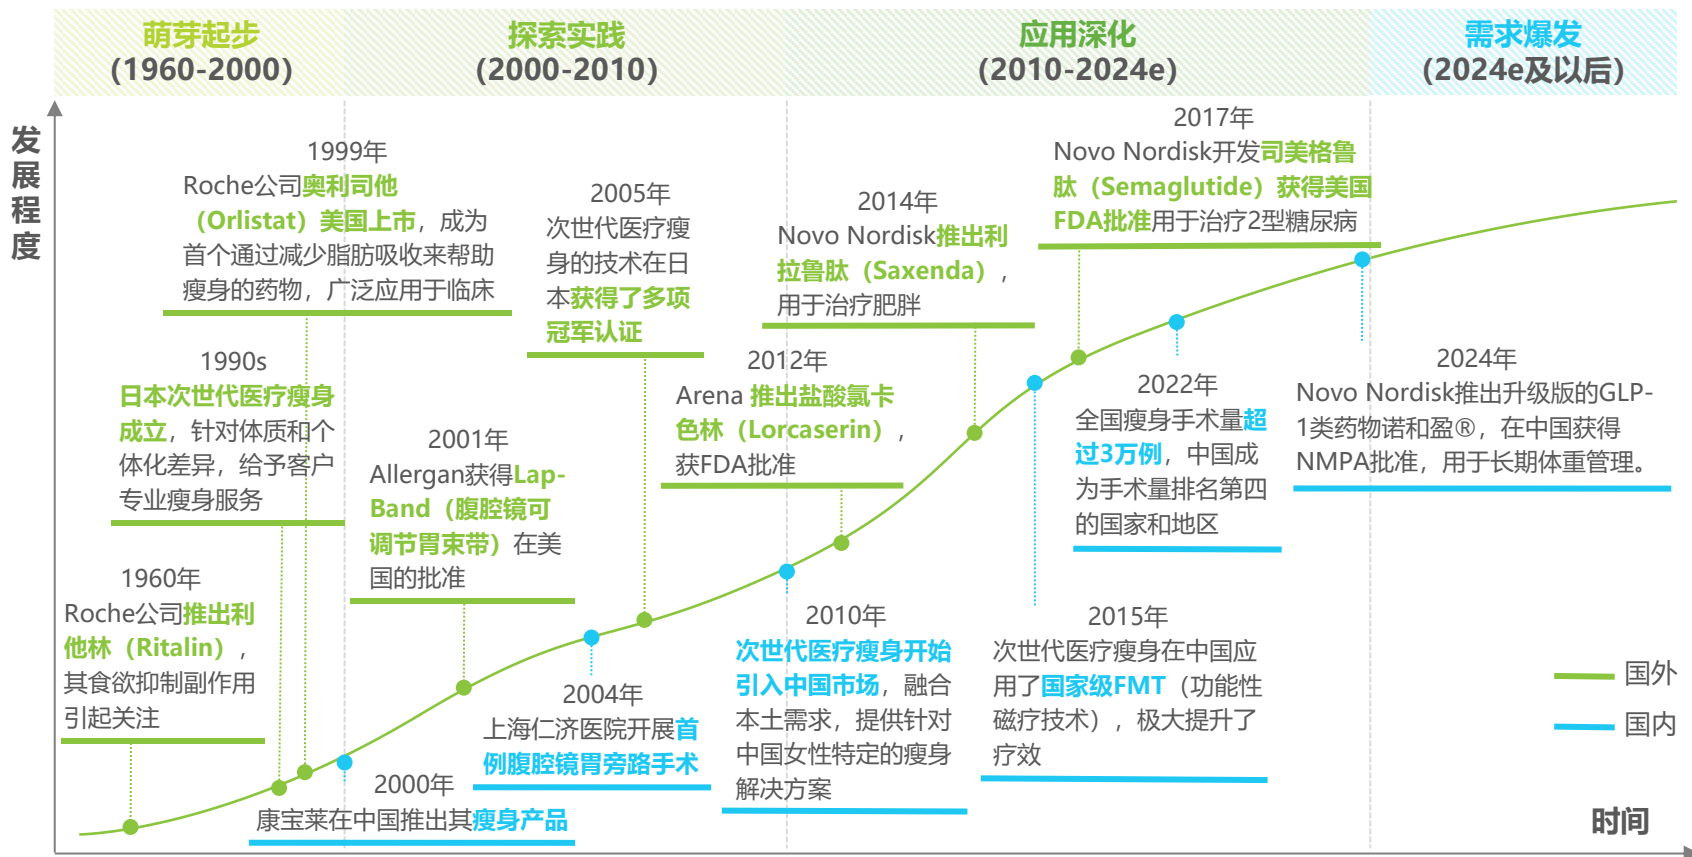 萌芽起步
(1960-2000)
探索实践
(2000-2010)
应用深化
(2010-2024e)
需求爆发
(2024e及以后)
发展程度
1960年
Roche公司推出利
他林（Ritalin），
其食欲抑制副作用
引起关注
1990s
日本次世代医疗瘦身
成立，针对体质和个
体化差异，给予客户
专业瘦身服务
1999年
Roche公司奥利司他
（Orlistat）美国上市，成为
首个通过减少脂肪吸收来帮助
瘦身的药物，广泛应用于临床
2000年
康宝莱在中国推出其瘦身产品
2001年
Allergan获得Lap-
Band（腹腔镜可
调节胃束带）在美
国的批准
2004年
上海仁济医院开展首
例腹腔镜胃旁路手术
2005年
次世代医疗瘦
身的技术在日
本获得了多项
冠军认证
2010年
次世代医疗瘦身开始
引入中国市场，融合
本土需求，提供针对
中国女性特定的瘦身
解决方案
2012年
Arena 推出盐酸氯卡
色林（Lorcaserin），
获FDA批准
2014年
Novo Nordisk推出利
拉鲁肽（Saxenda），
用于治疗肥胖
2015年
次世代医疗瘦身在中国应
用了国家级FMT（功能性
磁疗技术），极大提升了
疗效
2017年
Novo Nordisk开发司美格鲁
肽（Semaglutide）获得美国
FDA批准用于治疗2型糖尿病
2022年
全国瘦身手术量超
过3万例，中国成
为手术量排名第四
的国家和地区
2024年
Novo Nordisk推出升级版的GLP-
1类药物诺和盈®，在中国获得
NMPA批准，用于长期体重管理。
国外
国内
时间